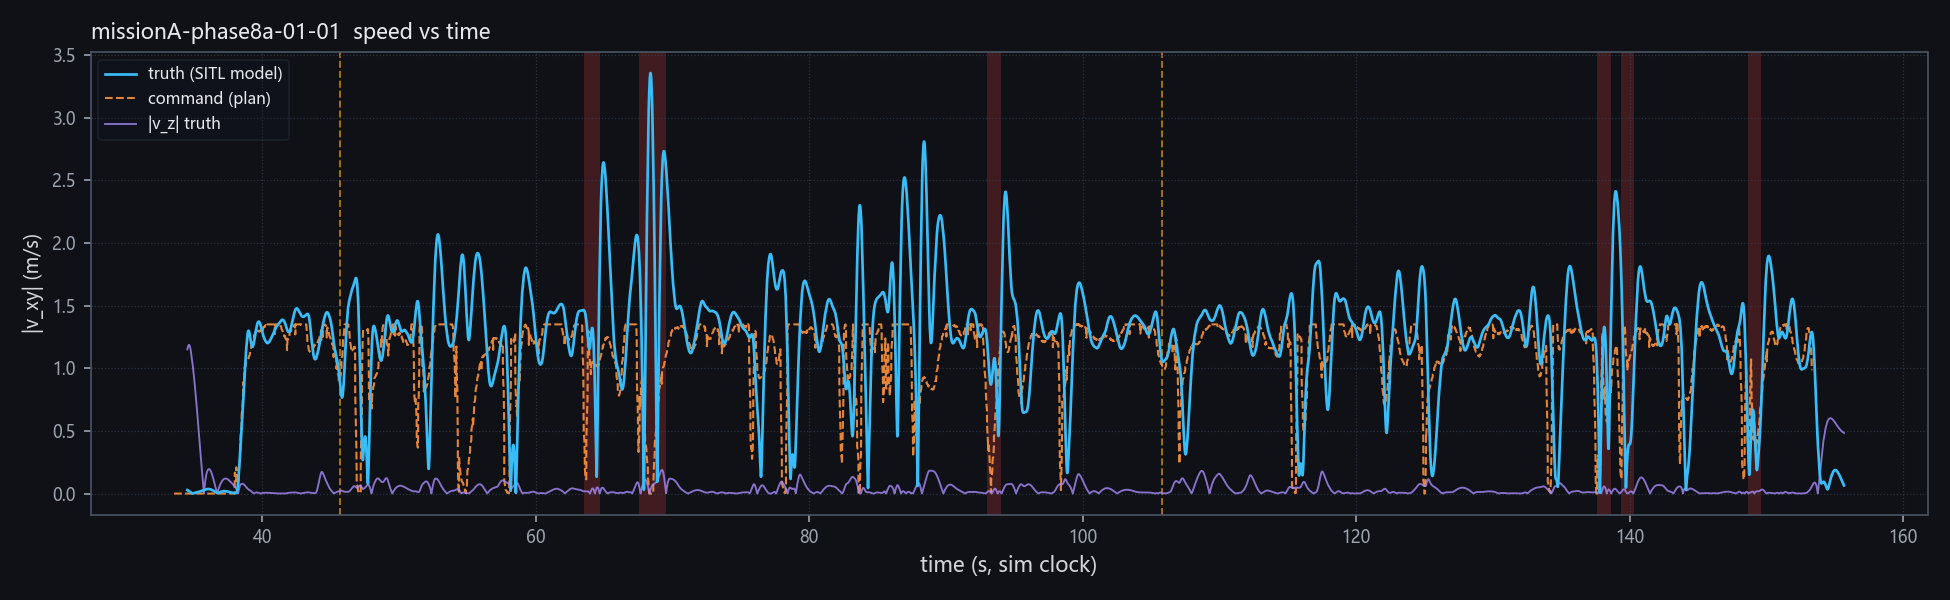 missionA-phase8a-01-01 speed vs time
3.5
3.0
2.5
2.0
1.5
1.0
0.5
0.0
|v_xy| (m/s)
truth (SITL model)
command (plan)
|v_z| truth
40
60
80
100
120
140
160
time (s, sim clock)